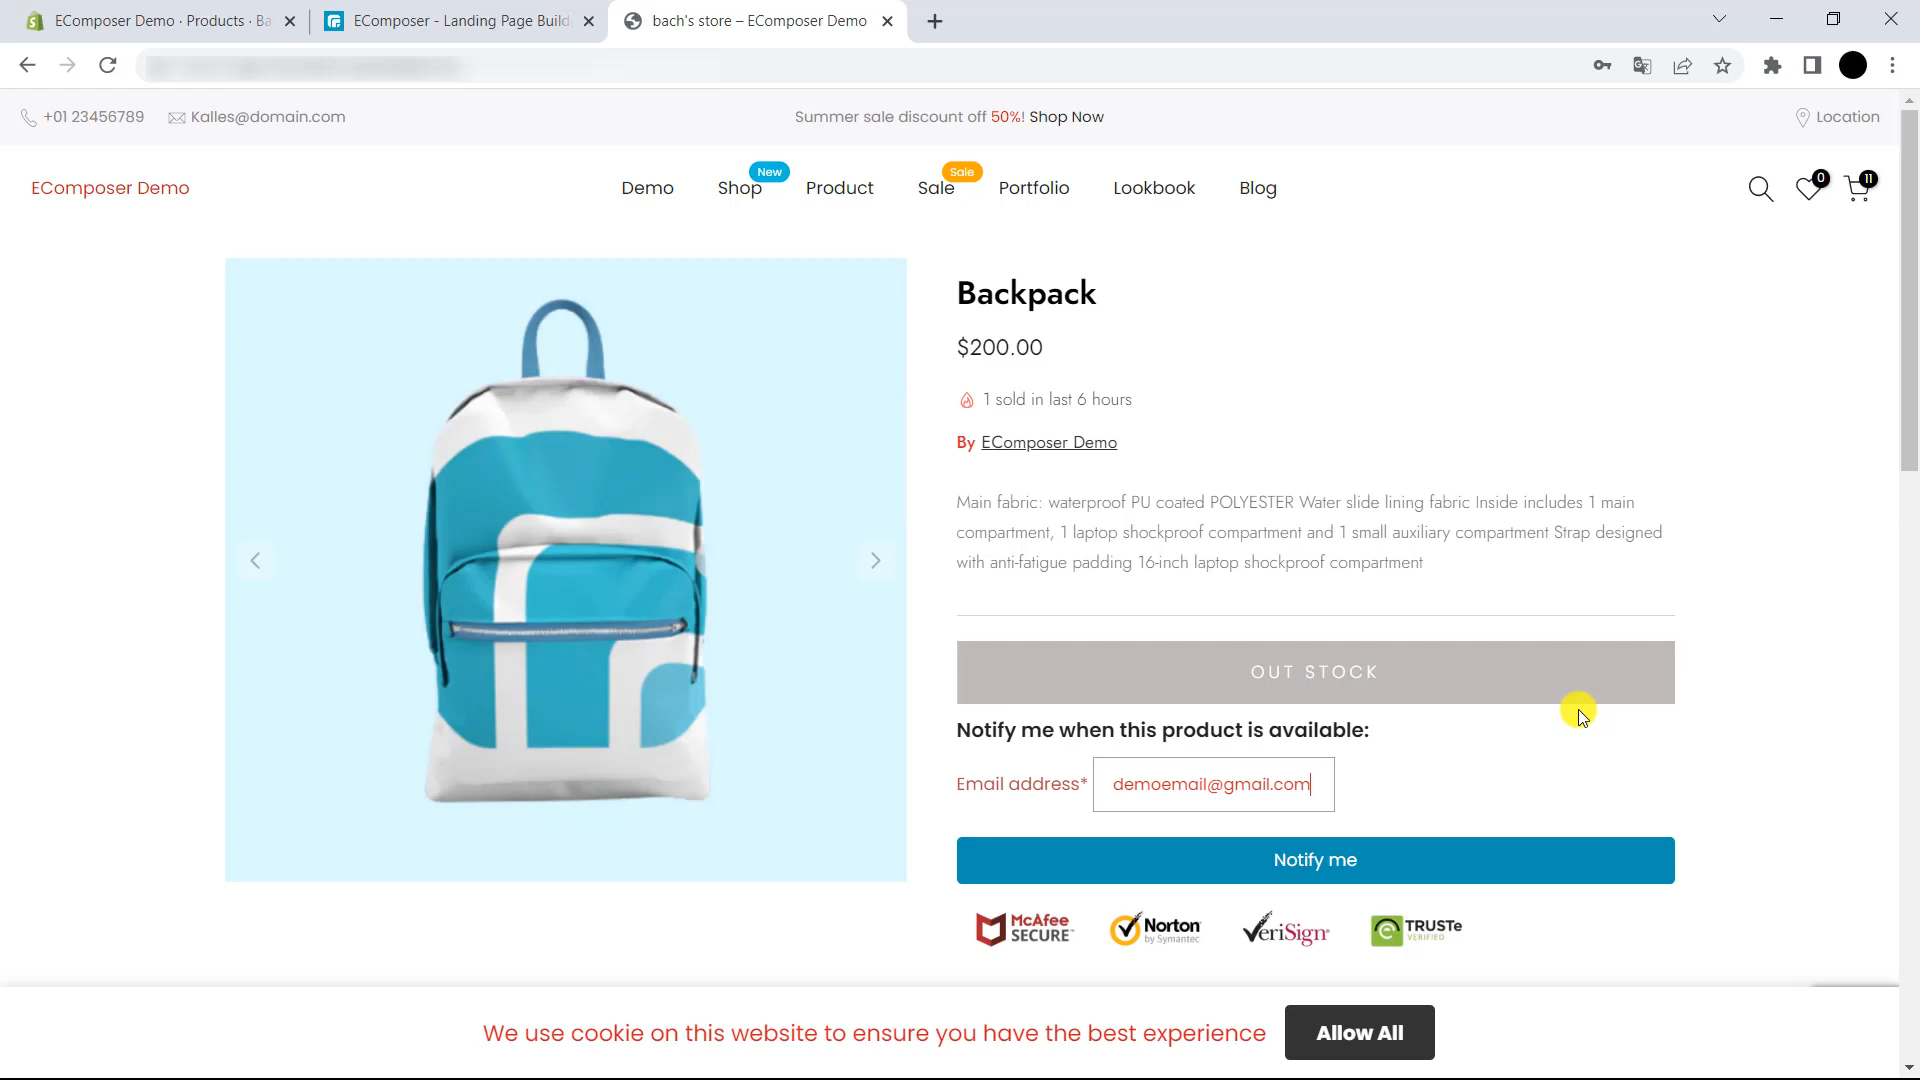 EComposer Demo · Products · Ba
EComposer - Landing Page Build
bach's store – EComposer Demo
+01 23456789
Kalles@domain.com
Summer sale discount off 50%! Shop Now
Location
EComposer Demo
Demo
Shop
New
Product
Sale
Sale
Portfolio
Lookbook
Blog
0
11
Backpack
$200.00
1 sold in last 6 hours
By EComposer Demo
Main fabric: waterproof PU coated POLYESTER Water slide lining fabric Inside includes 1 main
compartment, 1 laptop shockproof compartment and 1 small auxiliary compartment Strap designed
with anti-fatigue padding 16-inch laptop shockproof compartment
OUT STOCK
Notify me when this product is available:
Email address*
demoemail@gmail.com
Notify me
McAfee
SECURE™
Norton
by Symantec
VeriSign
TRUSTe
VERIFIED
We use cookie on this website to ensure you have the best experience
Allow All